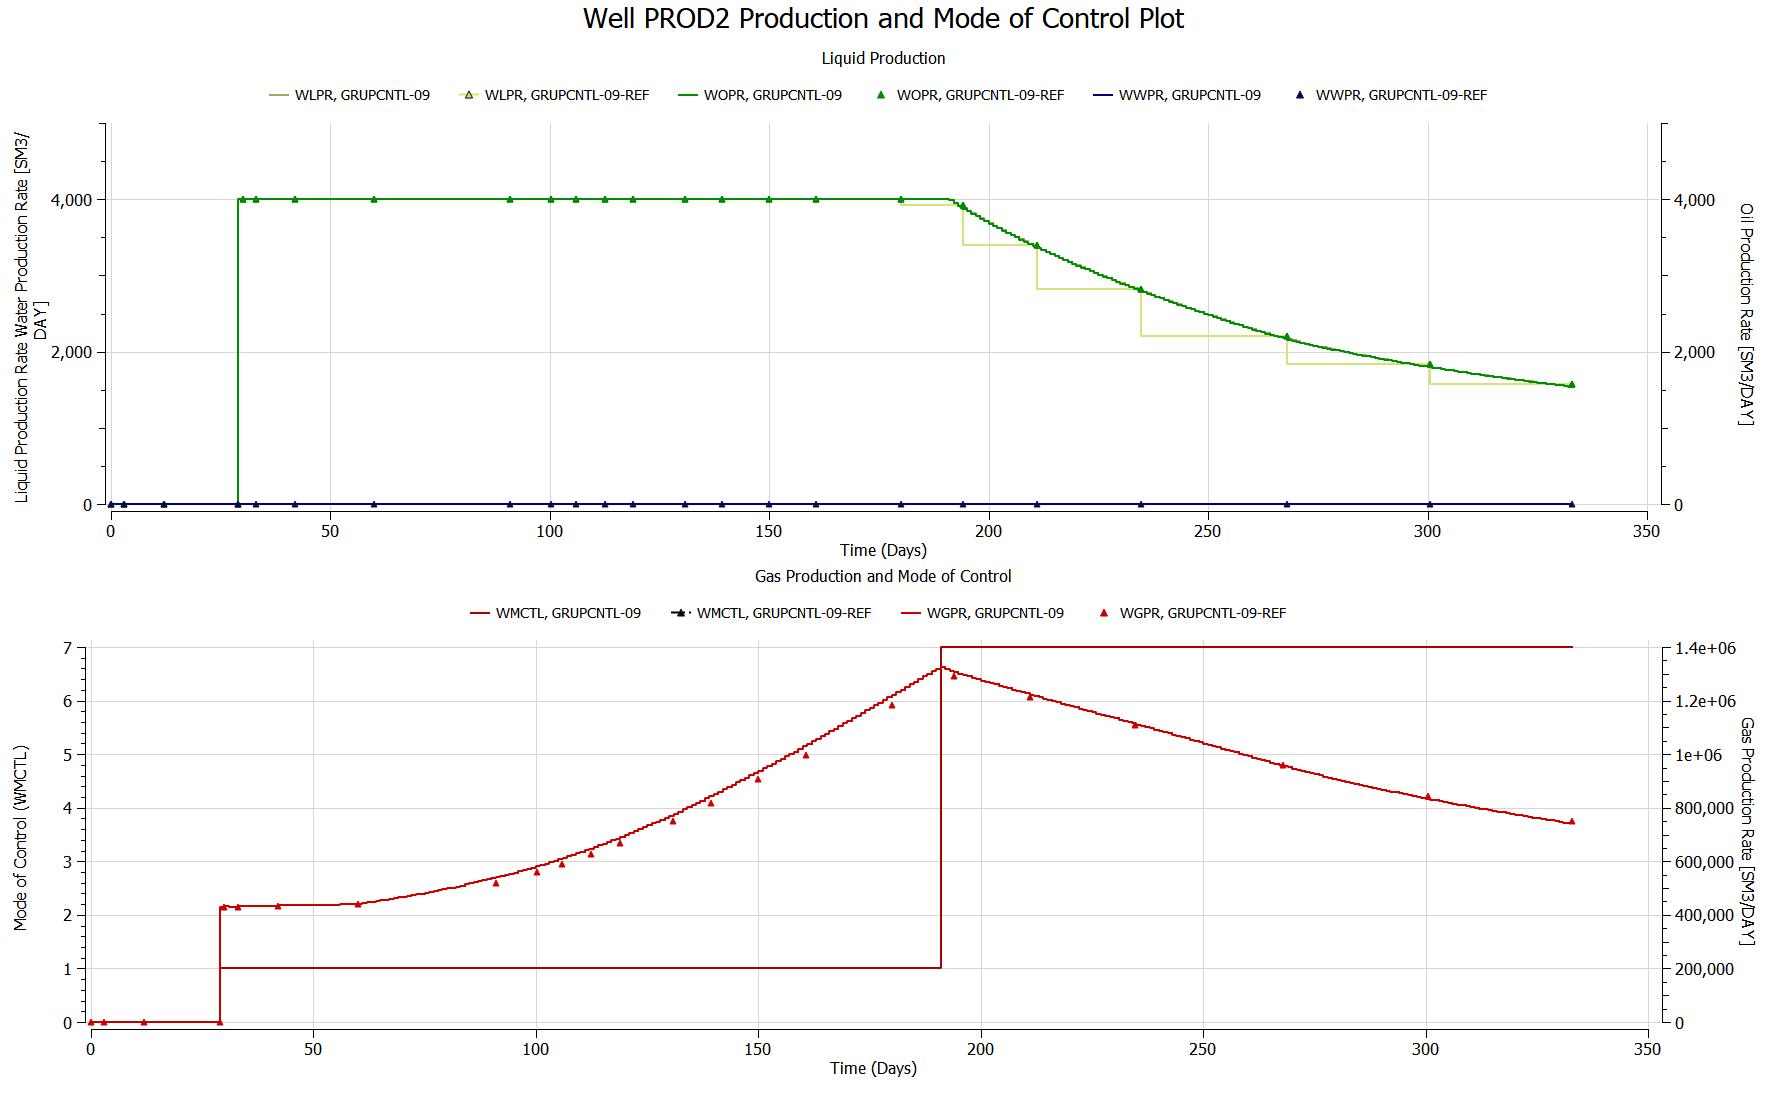 Well PROD2 Production and Mode of Control Plot
Liquid Production
WLPR, GRUPCNTL-09
WLPR, GRUPCNTL-09-REF
WOPR, GRUPCNTL-09
WOPR, GRUPCNTL-09-REF
WWPR, GRUPCNTL-09
WWPR, GRUPCNTL-09-REF
Liquid Production Rate Water Production Rate [SM3/
DAY]
4,000
2,000
0
4,000
2,000
0
Oil Production Rate [SM3/DAY]
0 50 100 150 200 250 300 350
Time (Days)
Gas Production and Mode of Control
WMCTL, GRUPCNTL-09
WMCTL, GRUPCNTL-09-REF
WGPR, GRUPCNTL-09
WGPR, GRUPCNTL-09-REF
Mode of Control (WMCTL)
7
6
5
4
3
2
1
0
1.4e+06
1.2e+06
1e+06
800,000
600,000
400,000
200,000
0
Gas Production Rate [SM3/DAY]
0 50 100 150 200 250 300 350
Time (Days)